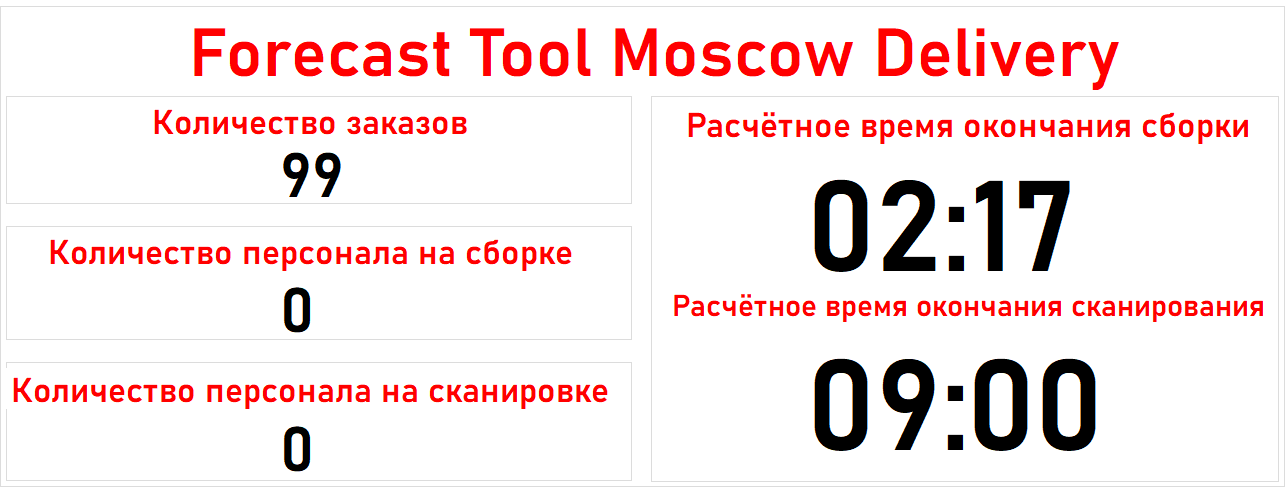 Forecast Tool Moscow Delivery
Количество заказов
99
Количество персонала на сборке
0
Количество персонала на сканировке
0
Расчётное время окончания сборки
02:17
Расчётное время окончания сканирования
09:00